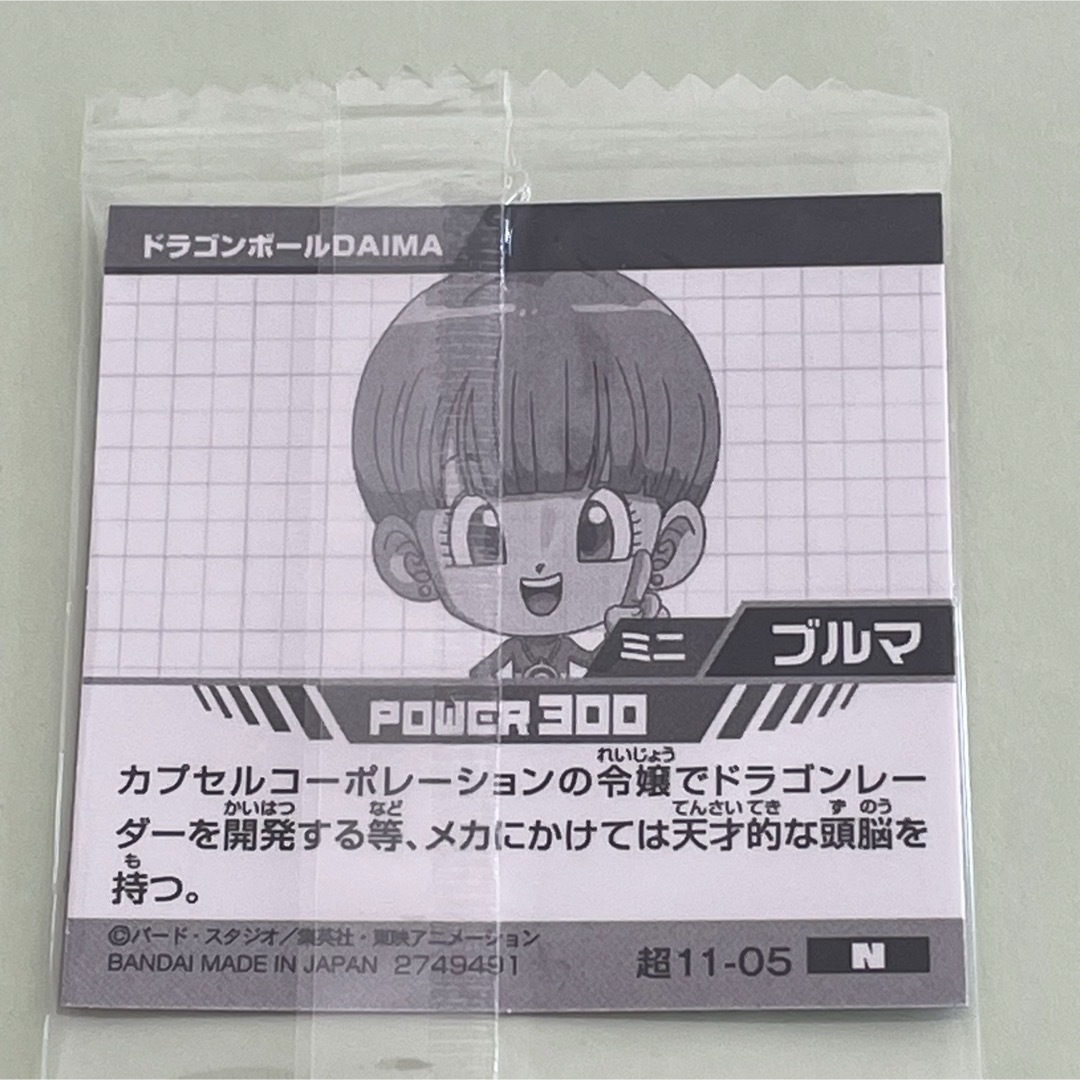 ドラゴンボールDAIMA
ミニ ブルマ
POWER 300
カプセルコーポレーションの令嬢でドラゴンレー
れいじょう
ダーを開発する等、メカにかけては天才的な頭脳を
かいはつ など てんさいてき ずのう
持つ。
も
©バード・スタジオ／集英社・東映アニメーション
BANDAI MADE IN JAPAN 2749491
超11-05 N